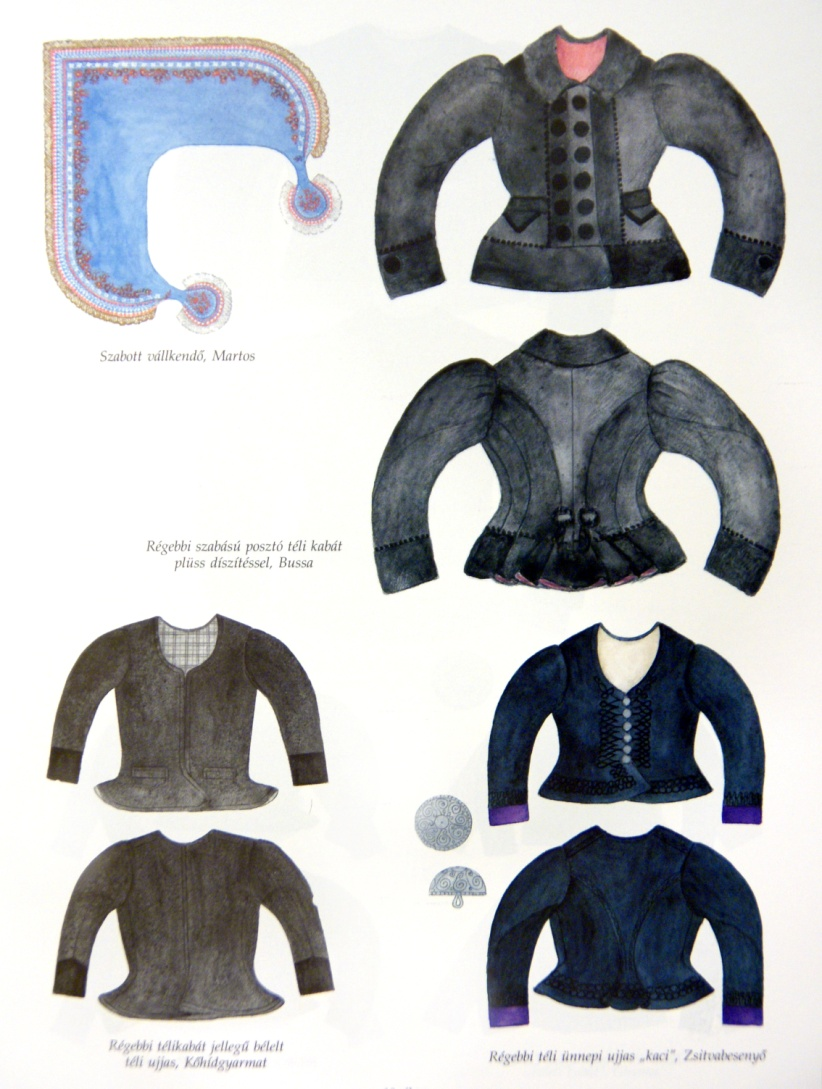 Szabott vállkendő, Martos
Régebbi szabású posztó téli kabát
plüss díszítéssel, Bussa
Régebbi télikabát jellegű bélelt
téli ujjas, Kőhídgyarmat
Régebbi téli ünnepi ujjas „kaci”, Zsitvabesenyő